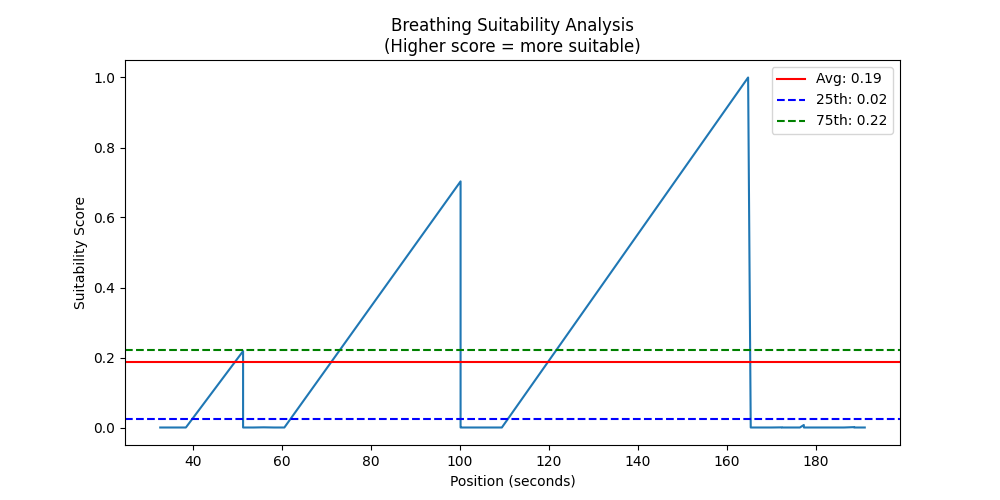 Breathing Suitability Analysis
(Higher score = more suitable)
Suitability Score
1.0
0.8
0.6
0.4
0.2
0.0
Avg: 0.19
25th: 0.02
75th: 0.22
40
60
80
100
120
140
160
180
Position (seconds)